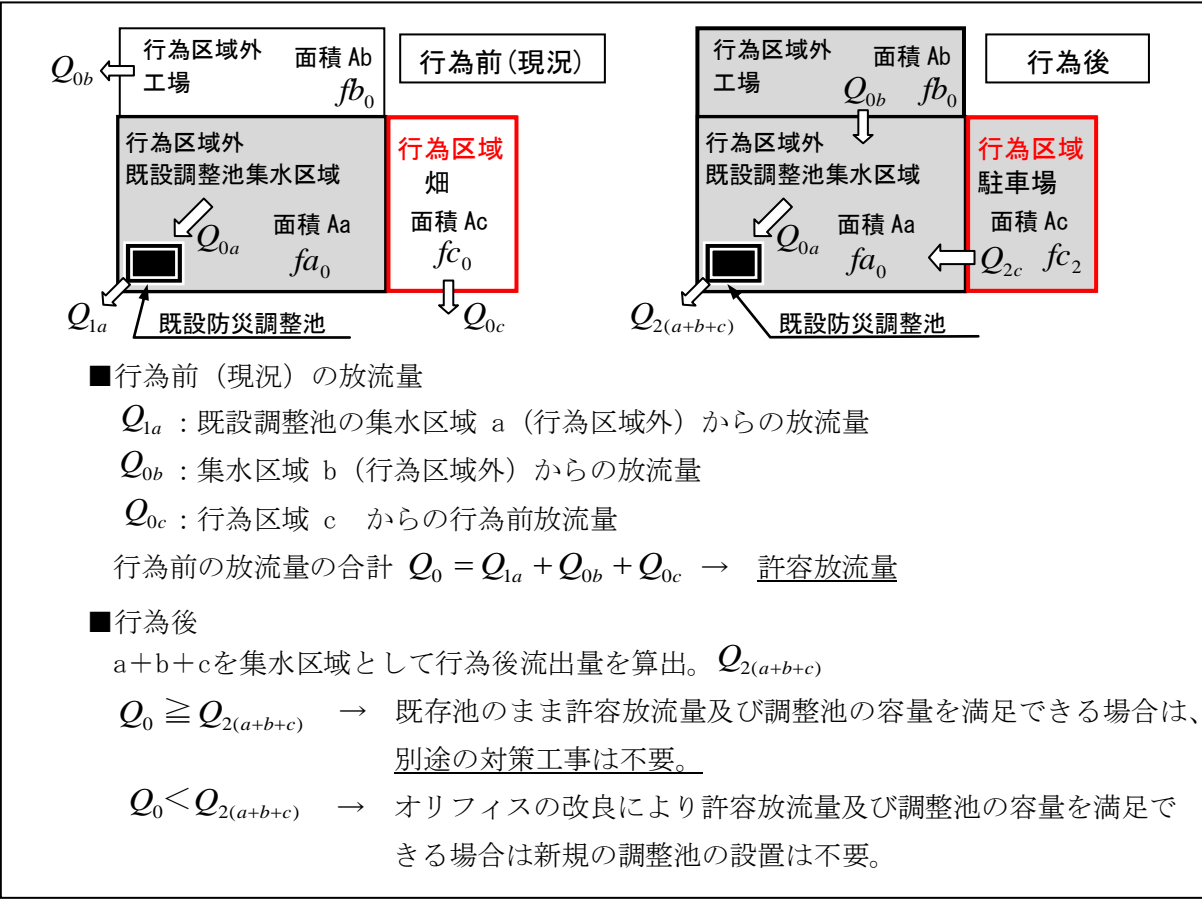 行為区域外
工場
面積 Ab
fb₀
Q₀b
行為前(現況)
行為区域外
既設調整池集水区域
Q₀a
面積 Aa
fa₀
行為区域
畑
面積 Ac
fc₀
Q₁a
既設防災調整池
Q₀c
行為区域外
工場
面積 Ab
Q₀b
fb₀
行為後
行為区域外
既設調整池集水区域
Q₀a
面積 Aa
fa₀
行為区域
駐車場
面積 Ac
Q₂c fc₂
Q₂(a+b+c)
既設防災調整池
■行為前（現況）の放流量
Q₁a：既設調整池の集水区域 a（行為区域外）からの放流量
Q₀b：集水区域 b（行為区域外）からの放流量
Q₀c：行為区域 c　からの行為前放流量
行為前の放流量の合計 Q₀ = Q₁a + Q₀b + Q₀c → 許容放流量
■行為後
a＋b＋cを集水区域として行為後流出量を算出。Q₂(a+b+c)
Q₀ ≧ Q₂(a+b+c) → 既存池のまま許容放流量及び調整池の容量を満足できる場合は、
別途の対策工事は不要。
Q₀＜Q₂(a+b+c) → オリフィスの改良により許容放流量及び調整池の容量を満足で
きる場合は新規の調整池の設置は不要。